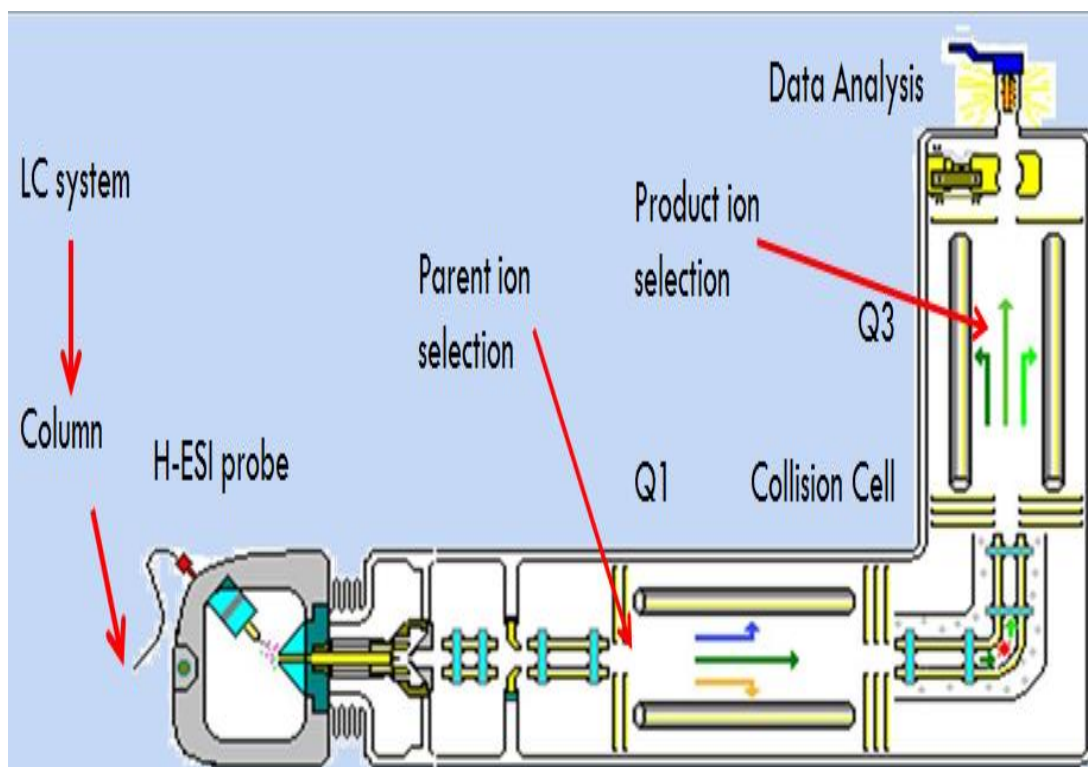 LC system
Column
H-ESI probe
Parent ion
selection
Q1
Collision Cell
Product ion
selection
Q3
Data Analysis